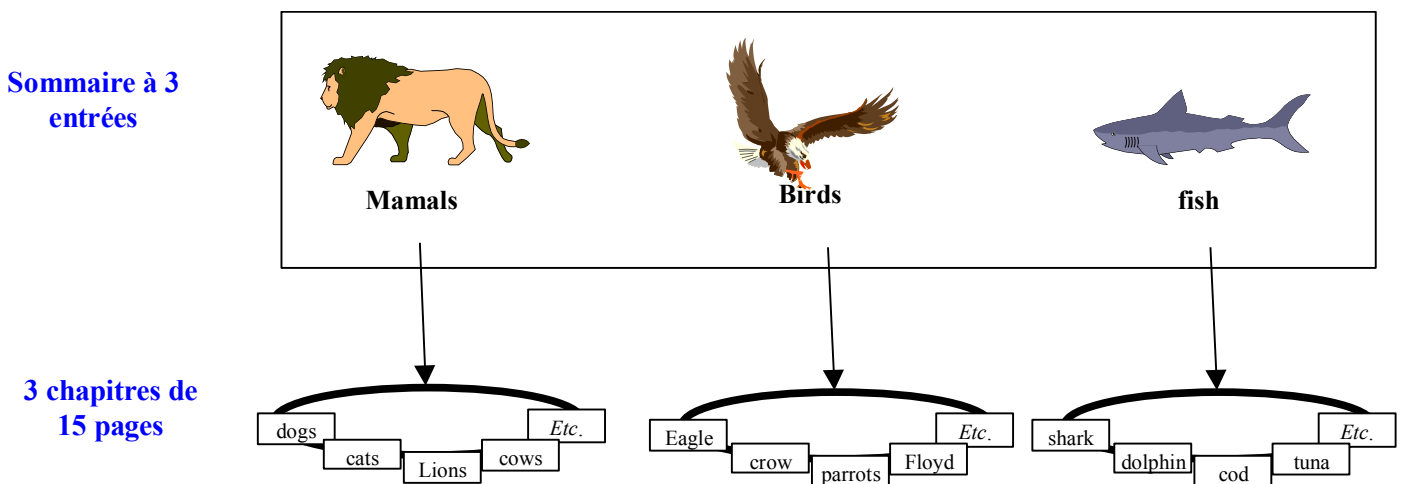 Sommaire à 3
entrées
Mamals
Birds
fish
3 chapitres de
15 pages
dogs
cats
Lions
cows
Etc.
Eagle
crow
parrots
Floyd
Etc.
shark
dolphin
cod
tuna
Etc.